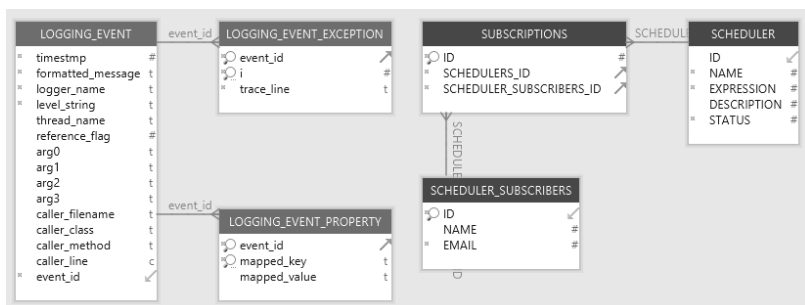 LOGGING_EVENT
timestmp #
formatted_message t
logger_name t
level_string t
thread_name t
reference_flag #
arg0 t
arg1 t
arg2 t
arg3 t
caller_filename t
caller_class t
caller_method t
caller_line c
event_id
event_id
LOGGING_EVENT_EXCEPTION
event_id
i #
trace_line t
event_id
LOGGING_EVENT_PROPERTY
event_id
mapped_key t
mapped_value t
SUBSCRIPTIONS
ID #
SCHEDULERS_ID
SCHEDULER_SUBSCRIBERS_ID
SCHEDUL
SCHEDULER
ID
NAME #
EXPRESSION #
DESCRIPTION #
STATUS #
SCHEDULE
D
SCHEDULER_SUBSCRIBERS
ID
NAME #
EMAIL #